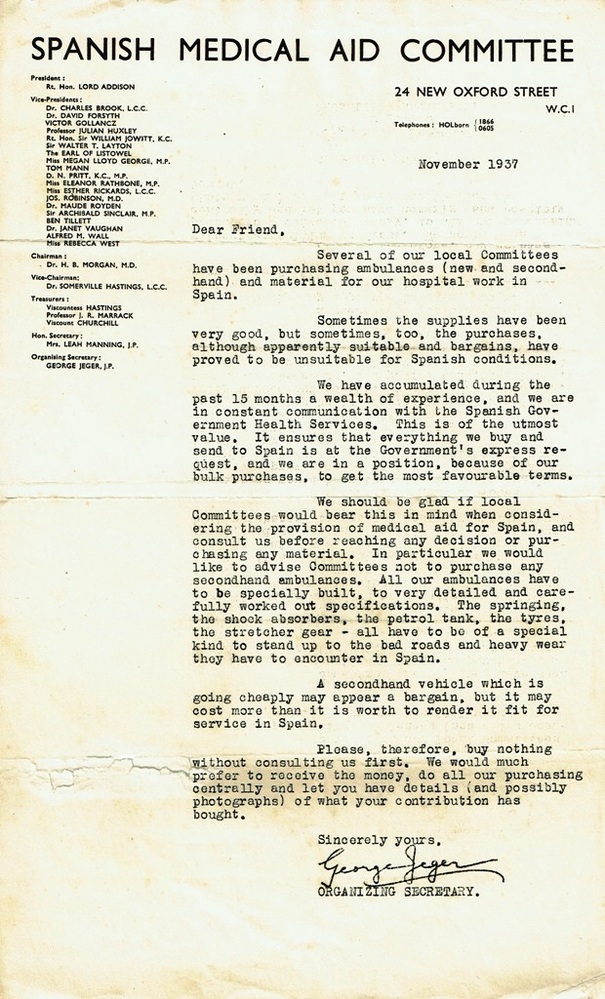 SPANISH MEDICAL AID COMMITTEE
President :
Rt. Hon. LORD ADDISON
Vice-Presidents :
Dr. CHARLES BROOK, L.C.C.
Dr. DAVID FORSYTH
VICTOR GOLLANCZ
Professor JULIAN HUXLEY
Rt. Hon. Sir WILLIAM JOWITT, K.C.
Sir WALTER T. LAYTON
The EARL OF LISTOWEL
Miss MEGAN LLOYD GEORGE, M.P.
TOM MANN
D. N. PRITT, K.C., M.P.
Miss ELEANOR RATHBONE, M.P.
Miss ESTHER RICKARDS, L.C.C.
JOS. ROBINSON, M.D.
Dr. MAUDE ROYDEN
Sir ARCHIBALD SINCLAIR, M.P.
BEN TILLETT
Dr. JANET VAUGHAN
ALFRED M. WALL
Miss REBECCA WEST
Chairman :
Dr. H. B. MORGAN, M.D.
Vice-Chairman:
Dr. SOMERVILLE HASTINGS, L.C.C.
Treasurers :
Viscountess HASTINGS
Professor J. R. MARRACK
Viscount CHURCHILL
Hon. Secretary :
Mrs. LEAH MANNING, J.P.
Organising Secretary :
GEORGE JEGER, J.P.
24 NEW OXFORD STREET
W.C.1
Telephones : HOLborn { 1866
0605
November 1937
Dear Friend,
Several of our local Committees
have been purchasing ambulances (new and second-
hand) and material for our hospital work in
Spain.
Sometimes the supplies have been
very good, but sometimes, too, the purchases,
although apparently suitable and bargains, have
proved to be unsuitable for Spanish conditions.
We have accumulated during the
past 15 months a wealth of experience, and we are
in constant communication with the Spanish Gov-
ernment Health Services. This is of the utmost
value. It ensures that everything we buy and
send to Spain is at the Government's express re-
quest, and we are in a position, because of our
bulk purchases, to get the most favourable terms.
We should be glad if local
Committees would bear this in mind when consid-
ering the provision of medical aid for Spain, and
consult us before reaching any decision or pur-
chasing any material. In particular we would
like to advise Committees not to purchase any
secondhand ambulances. All our ambulances have
to be specially built, to very detailed and care-
fully worked out specifications. The springing,
the shock absorbers, the petrol tank, the tyres,
the stretcher gear - all have to be of a special
kind to stand up to the bad roads and heavy wear
they have to encounter in Spain.
A secondhand vehicle which is
going cheaply may appear a bargain, but it may
cost more than it is worth to render it fit for
service in Spain.
Please, therefore, buy nothing
without consulting us first. We would much
prefer to receive the money, do all our purchasing
centrally and let you have details (and possibly
photographs) of what your contribution has
bought.
Sincerely yours,
George Jeger
ORGANIZING SECRETARY.